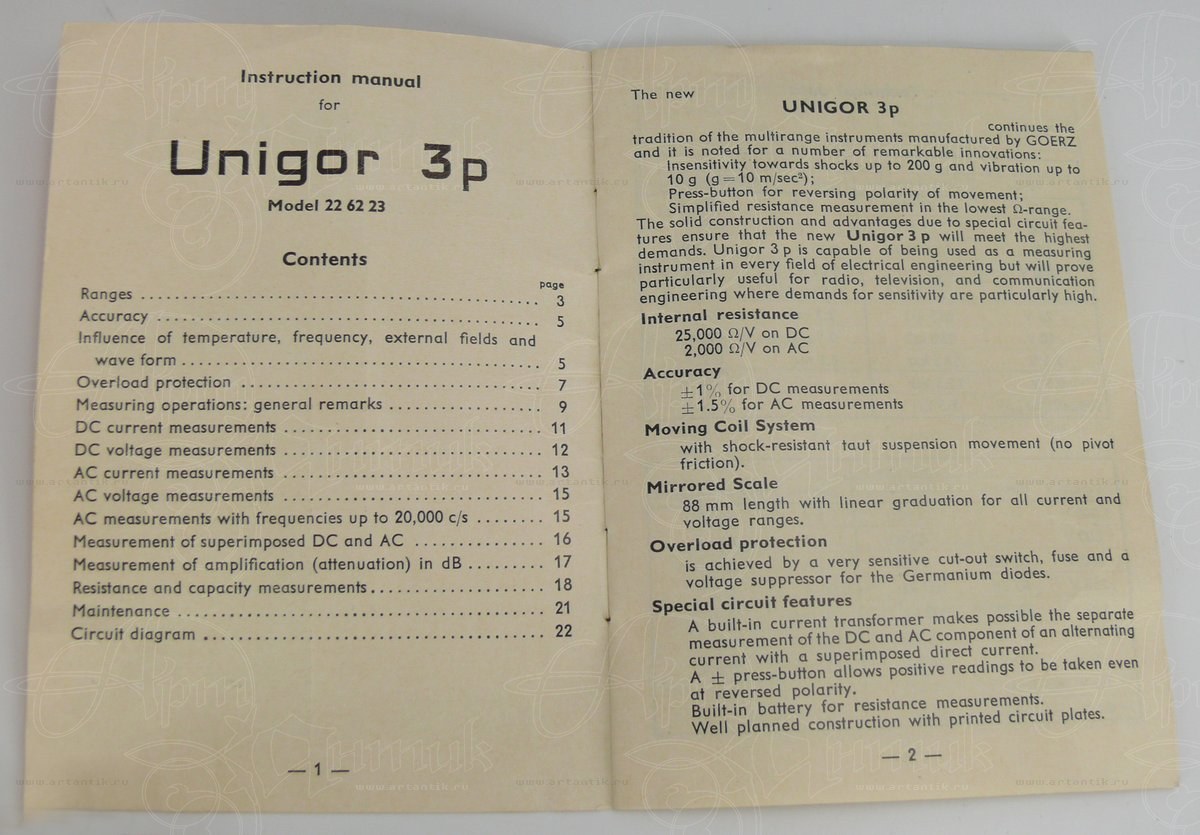 Instruction manual
for
Unigor 3p
Model 22 62 23
Contents
page
Ranges ........ 3
Accuracy ........ 5
Influence of temperature, frequency, external fields and
wave form ........ 5
Overload protection ........ 7
Measuring operations: general remarks ........ 9
DC current measurements ........ 11
DC voltage measurements ........ 12
AC current measurements ........ 13
AC voltage measurements ........ 15
AC measurements with frequencies up to 20,000 c/s ........ 15
Measurement of superimposed DC and AC ........ 16
Measurement of amplification (attenuation) in dB ........ 17
Resistance and capacity measurements ........ 18
Maintenance ........ 21
Circuit diagram ........ 22
— 1 —
The new
UNIGOR 3p
continues the
tradition of the multirange instruments manufactured by GOERZ
and it is noted for a number of remarkable innovations:
Insensitivity towards shocks up to 200 g and vibration up to
10 g (g = 10 m/sec²);
Press-button for reversing polarity of movement;
Simplified resistance measurement in the lowest Ω-range.
The solid construction and advantages due to special circuit fea-
tures ensure that the new Unigor 3 p will meet the highest
demands. Unigor 3 p is capable of being used as a measuring
instrument in every field of electrical engineering but will prove
particularly useful for radio, television, and communication
engineering where demands for sensitivity are particularly high.
Internal resistance
25,000 Ω/V on DC
2,000 Ω/V on AC
Accuracy
±1% for DC measurements
±1.5% for AC measurements
Moving Coil System
with shock-resistant taut suspension movement (no pivot
friction).
Mirrored Scale
88 mm length with linear graduation for all current and
voltage ranges.
Overload protection
is achieved by a very sensitive cut-out switch, fuse and a
voltage suppressor for the Germanium diodes.
Special circuit features
A built-in current transformer makes possible the separate
measurement of the DC and AC component of an alternating
current with a superimposed direct current.
A ± press-button allows positive readings to be taken even
at reversed polarity.
Built-in battery for resistance measurements.
Well planned construction with printed circuit plates.
— 2 —
www.artantik.ru